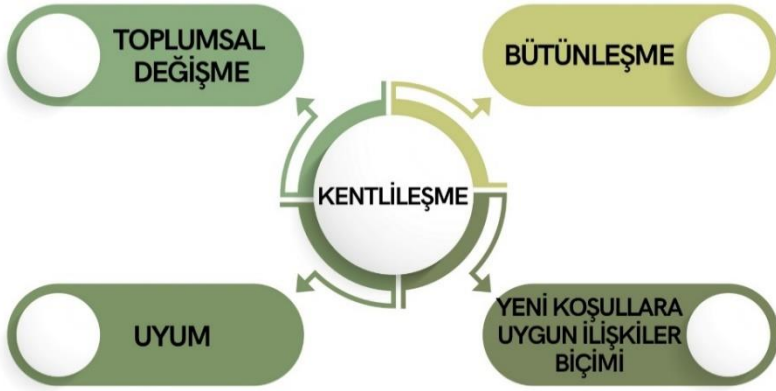 TOPLUMSAL
DEĞİŞME
BÜTÜNLEŞME
KENTLİLEŞME
UYUM
YENİ KOŞULLARA
UYGUN İLİŞKİLER
BİÇİMİ